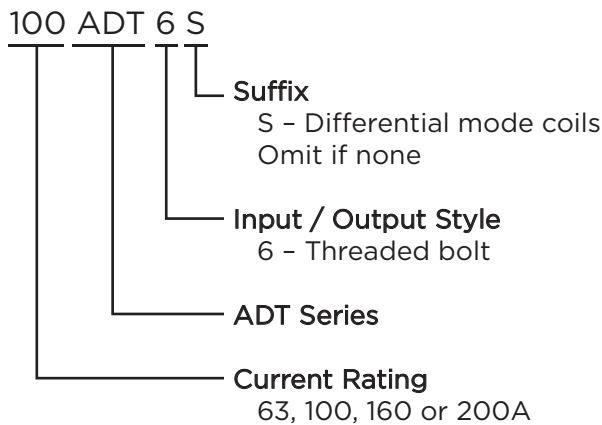 100 ADT 6 S
Suffix
S – Differential mode coils
Omit if none
Input / Output Style
6 – Threaded bolt
ADT Series
Current Rating
63, 100, 160 or 200A